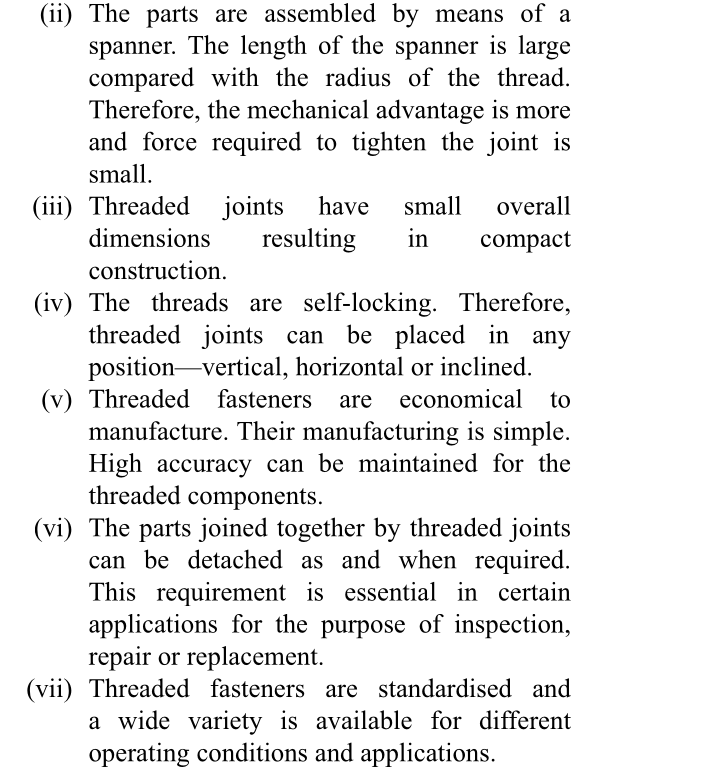 (ii) The parts are assembled by means of a
spanner. The length of the spanner is large
compared with the radius of the thread.
Therefore, the mechanical advantage is more
and force required to tighten the joint is
small.
(iii) Threaded joints have small overall
dimensions resulting in compact
construction.
(iv) The threads are self-locking. Therefore,
threaded joints can be placed in any
position—vertical, horizontal or inclined.
(v) Threaded fasteners are economical to
manufacture. Their manufacturing is simple.
High accuracy can be maintained for the
threaded components.
(vi) The parts joined together by threaded joints
can be detached as and when required.
This requirement is essential in certain
applications for the purpose of inspection,
repair or replacement.
(vii) Threaded fasteners are standardised and
a wide variety is available for different
operating conditions and applications.